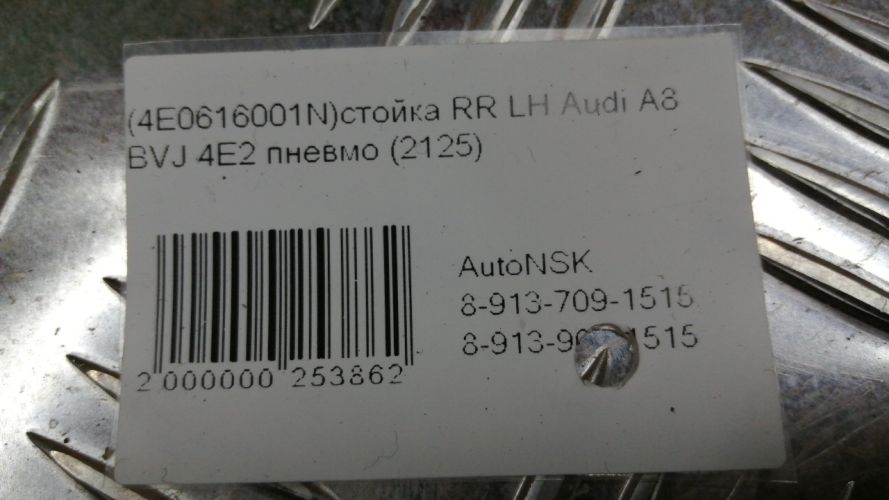 (4E0616001N)стойка RR LH Audi A8
BVJ 4E2 пневмо (2125)
AutoNSK
8-913-709-1515
2 000000 253862